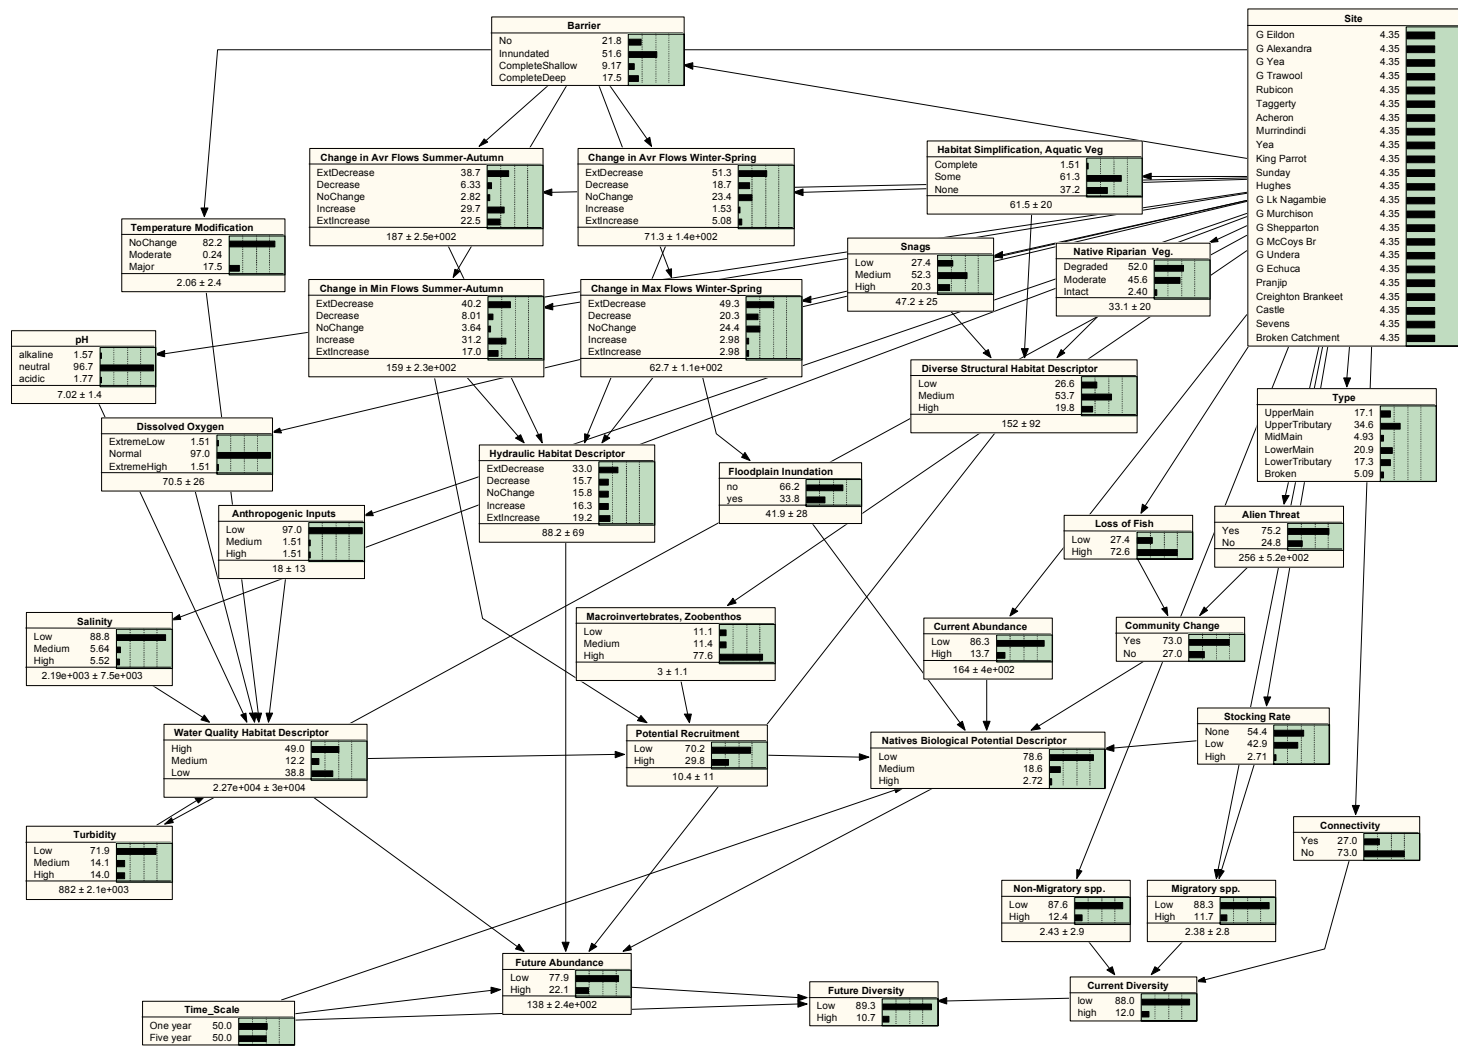 Barrier
No 21.8
Innundated 51.6
CompleteShallow 9.17
CompleteDeep 17.5
Site
G Eildon 4.35
G Alexandra 4.35
G Yea 4.35
G Trawool 4.35
Rubicon 4.35
Taggerty 4.35
Acheron 4.35
Murrindindi 4.35
Yea 4.35
King Parrot 4.35
Sunday 4.35
Hughes 4.35
G Lk Nagambie 4.35
G Murchison 4.35
G Shepparton 4.35
G McCoys Br 4.35
G Undera 4.35
G Echuca 4.35
Pranjip 4.35
Creighton Brankeet 4.35
Castle 4.35
Sevens 4.35
Broken Catchment 4.35
Change in Avr Flows Summer-Autumn
ExtDecrease 38.7
Decrease 6.33
NoChange 2.82
Increase 29.7
ExtIncrease 22.5
187 ± 2.5e+002
Change in Avr Flows Winter-Spring
ExtDecrease 51.3
Decrease 18.7
NoChange 23.4
Increase 1.53
ExtIncrease 5.08
71.3 ± 1.4e+002
Habitat Simplification, Aquatic Veg
Complete 1.51
Some 61.3
None 37.2
61.5 ± 20
Temperature Modification
NoChange 82.2
Moderate 0.24
Major 17.5
2.06 ± 2.4
Snags
Low 27.4
Medium 52.3
High 20.3
47.2 ± 25
Native Riparian Veg.
Degraded 52.0
Moderate 45.6
Intact 2.40
33.1 ± 20
Change in Min Flows Summer-Autumn
ExtDecrease 40.2
Decrease 8.01
NoChange 3.64
Increase 31.2
ExtIncrease 17.0
159 ± 2.3e+002
Change in Max Flows Winter-Spring
ExtDecrease 49.3
Decrease 20.3
NoChange 24.4
Increase 2.98
ExtIncrease 2.98
62.7 ± 1.1e+002
pH
alkaline 1.57
neutral 96.7
acidic 1.77
7.02 ± 1.4
Diverse Structural Habitat Descriptor
Low 26.6
Medium 53.7
High 19.8
152 ± 92
Type
UpperMain 17.1
UpperTributary 34.6
MidMain 4.93
LowerMain 20.9
LowerTributary 17.3
Broken 5.09
Dissolved Oxygen
ExtremeLow 1.51
Normal 97.0
ExtremeHigh 1.51
70.5 ± 26
Hydraulic Habitat Descriptor
ExtDecrease 33.0
Decrease 15.7
NoChange 15.8
Increase 16.3
ExtIncrease 19.2
88.2 ± 69
Floodplain Inundation
no 66.2
yes 33.8
41.9 ± 28
Anthropogenic Inputs
Low 97.0
Medium 1.51
High 1.51
18 ± 13
Loss of Fish
Low 27.4
High 72.6
Alien Threat
Yes 75.2
No 24.8
256 ± 5.2e+002
Salinity
Low 88.8
Medium 5.64
High 5.52
2.19e+003 ± 7.5e+003
Macroinvertebrates, Zoobenthos
Low 11.1
Medium 11.4
High 77.6
3 ± 1.1
Current Abundance
Low 86.3
High 13.7
164 ± 4e+002
Community Change
Yes 73.0
No 27.0
Water Quality Habitat Descriptor
High 49.0
Medium 12.2
Low 38.8
2.27e+004 ± 3e+004
Potential Recruitment
Low 70.2
High 29.8
10.4 ± 11
Natives Biological Potential Descriptor
Low 78.6
Medium 18.6
High 2.72
Stocking Rate
None 54.4
Low 42.9
High 2.71
Turbidity
Low 71.9
Medium 14.1
High 14.0
882 ± 2.1e+003
Connectivity
Yes 27.0
No 73.0
Non-Migratory spp.
Low 87.6
High 12.4
2.43 ± 2.9
Migratory spp.
Low 88.3
High 11.7
2.38 ± 2.8
Future Abundance
Low 77.9
High 22.1
138 ± 2.4e+002
Future Diversity
Low 89.3
High 10.7
Current Diversity
low 88.0
high 12.0
Time_Scale
One year 50.0
Five year 50.0